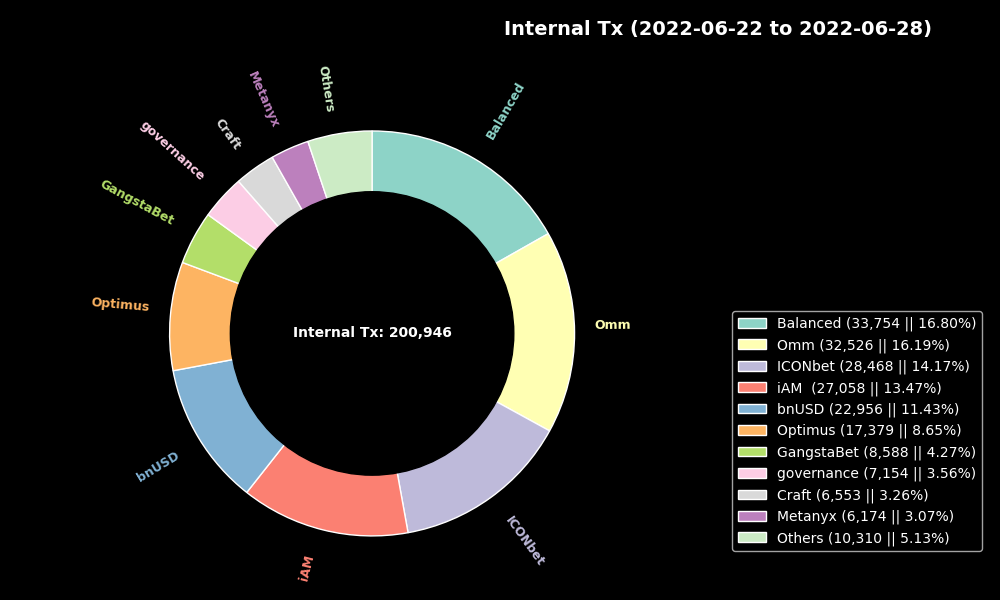 Internal Tx (2022-06-22 to 2022-06-28)
Others
Metanyx
Craft
governance
GangstaBet
Optimus
bnUSD
iAM
ICONbet
Omm
Balanced
Internal Tx: 200,946
Balanced (33,754 || 16.80%)
Omm (32,526 || 16.19%)
ICONbet (28,468 || 14.17%)
iAM  (27,058 || 13.47%)
bnUSD (22,956 || 11.43%)
Optimus (17,379 || 8.65%)
GangstaBet (8,588 || 4.27%)
governance (7,154 || 3.56%)
Craft (6,553 || 3.26%)
Metanyx (6,174 || 3.07%)
Others (10,310 || 5.13%)